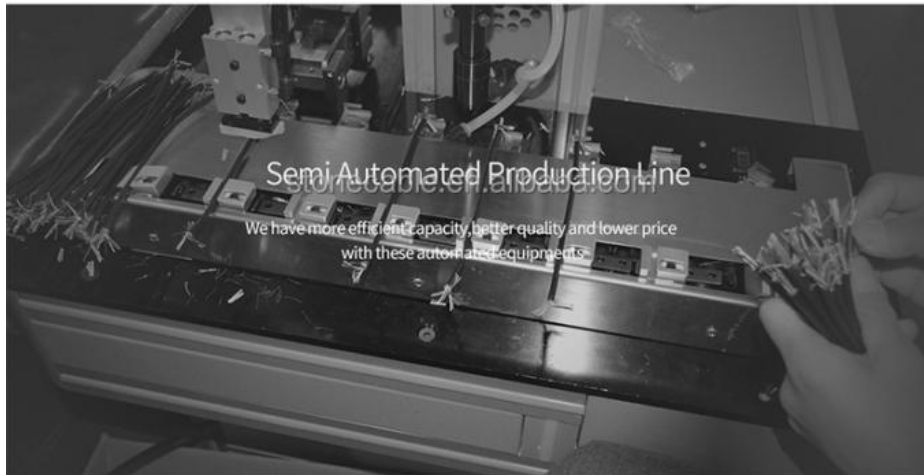 Semi Automated Production Line
stonecable.en.alibaba.com
We have more efficient capacity,better quality and lower price
with these automated equipments